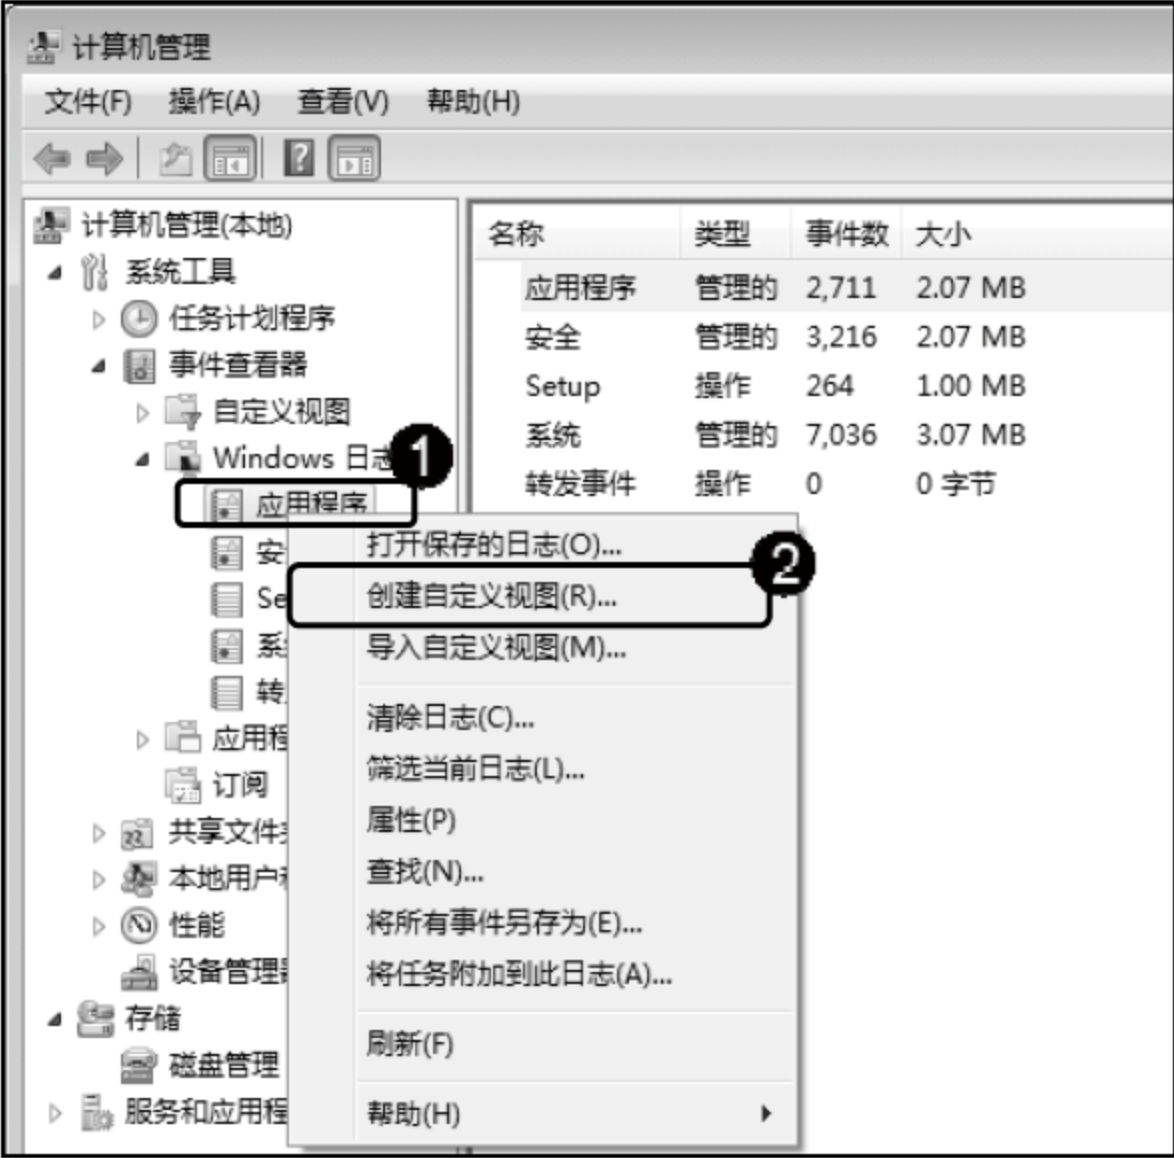 计算机管理
文件(F) 操作(A) 查看(V) 帮助(H)
计算机管理(本地)
系统工具
任务计划程序
事件查看器
自定义视图
Windows 日志
1
应用程序
安
Se
系
转
应用程
订阅
共享文件
本地用户
性能
设备管理
存储
磁盘管理
服务和应用程
名称 类型 事件数 大小
应用程序 管理的 2,711 2.07 MB
安全 管理的 3,216 2.07 MB
Setup 操作 264 1.00 MB
系统 管理的 7,036 3.07 MB
转发事件 操作 0 0 字节
打开保存的日志(O)...
2
创建自定义视图(R)...
导入自定义视图(M)...
清除日志(C)...
筛选当前日志(L)...
属性(P)
查找(N)...
将所有事件另存为(E)...
将任务附加到此日志(A)...
刷新(F)
帮助(H)